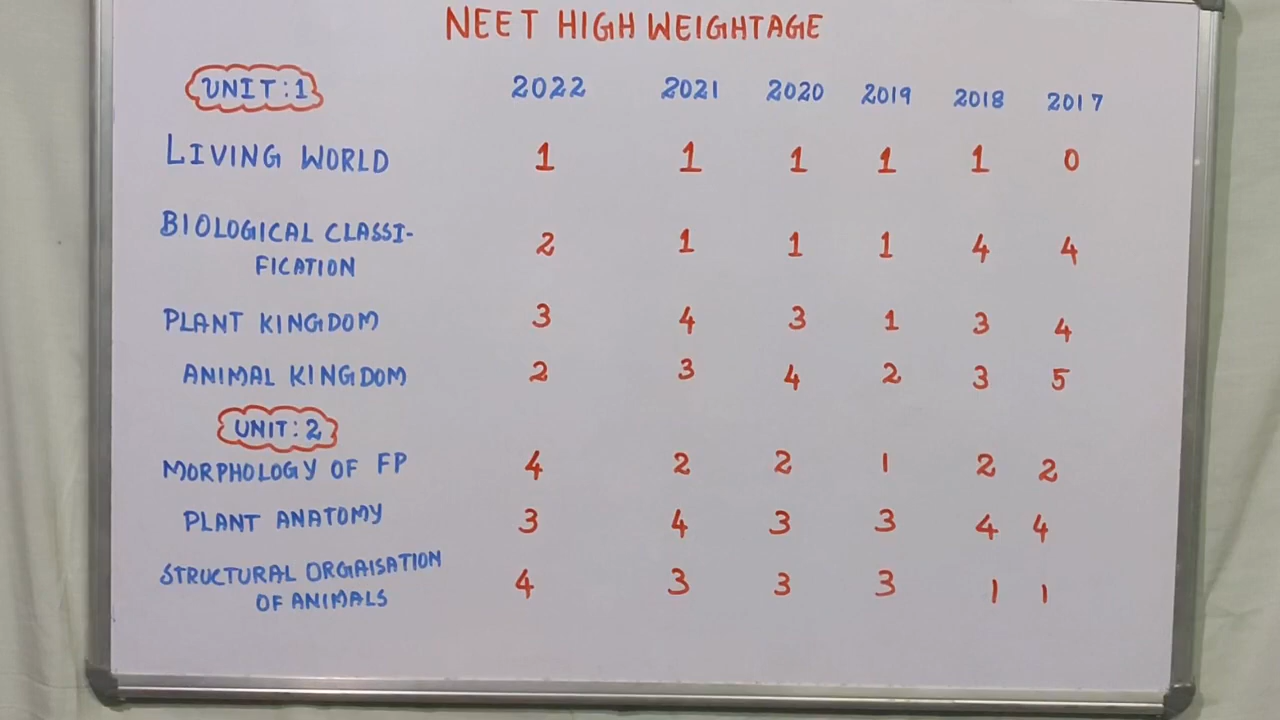 NEET HIGH WEIGHTAGE
UNIT:1 2022 2021 2020 2019 2018 2017
LIVING WORLD 1 1 1 1 1 0
BIOLOGICAL CLASSI-
FICATION 2 1 1 1 4 4
PLANT KINGDOM 3 4 3 1 3 4
ANIMAL KINGDOM 2 3 4 2 3 5
UNIT:2
MORPHOLOGY OF FP 4 2 2 1 2 2
PLANT ANATOMY 3 4 3 3 4 4
STRUCTURAL ORGAISATION
OF ANIMALS 4 3 3 3 1 1